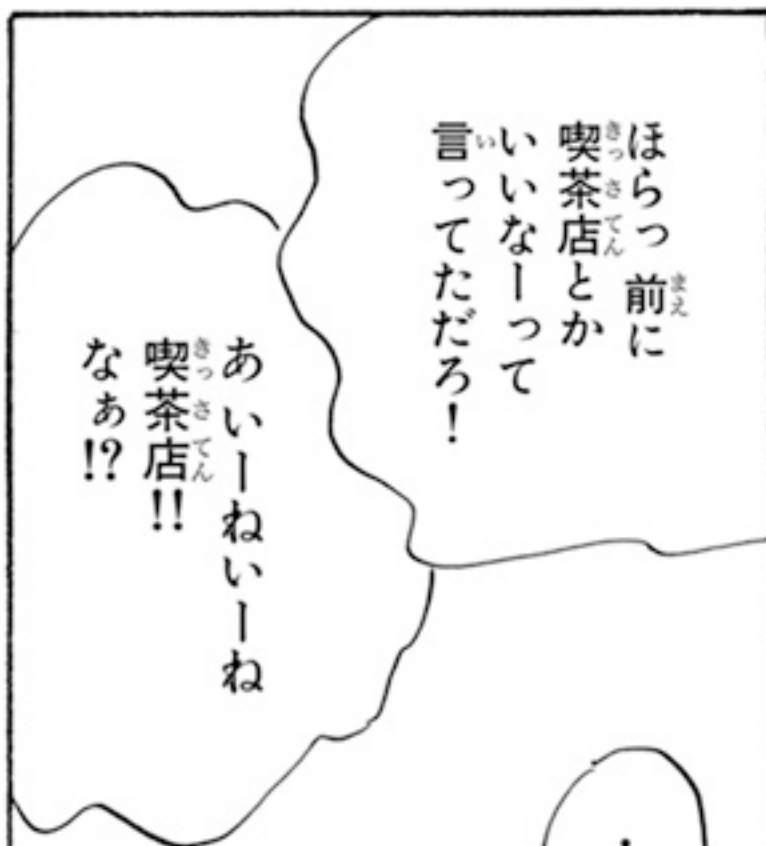 ほらっ 前に
喫茶店とか
いいなーって
言ってただろ!
あ いーねいーね
喫茶店!!
なぁ!?